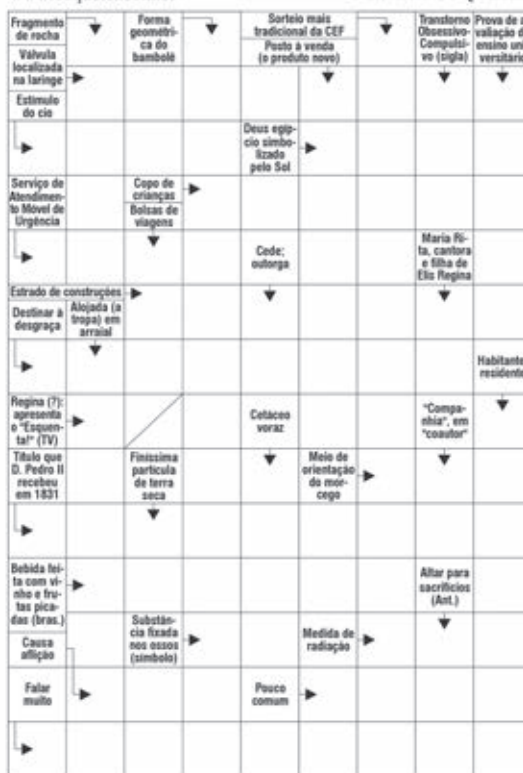 Fragmento
de rocha
Forma
geométri-
ca do
bambolê
Sorteio mais
tradicional da CEF
Posto à venda
(o produto novo)
Transtorno
Obsessivo-
Compulsi-
vo (sigla)
Prova de a
valiação d
ensino uni
versitário
Válvula
localizada
na laringe
Estímulo
do cio
Deus egíp-
cio simbo-
lizado
pelo Sol
Serviço de
Atendimen-
to Móvel de
Urgência
Copo de
crianças
Bolsas de
viagens
Cede;
outorga
Maria Ri-
ta, cantora
e filha de
Elis Regina
Estrado de construções
Destinar à
desgraça
Alojada (a
tropa) em
arraial
Habitante
residente
Regina (?):
apresenta
o "Esquen-
ta!" (TV)
Cetáceo
voraz
"Compa-
nhia", em
"coautor"
Título que
D. Pedro II
recebeu
em 1831
Finíssima
partícula
de terra
seca
Meio de
orientação
do mor-
cego
Bebida fei-
ta com vi-
nho e fru-
tas pica-
das (bras.)
Altar para
sacrifícios
(Ant.)
Causa
aflição
Substân-
cia fixada
nos ossos
(símbolo)
Medida de
radiação
Falar
muito
Pouco
comum